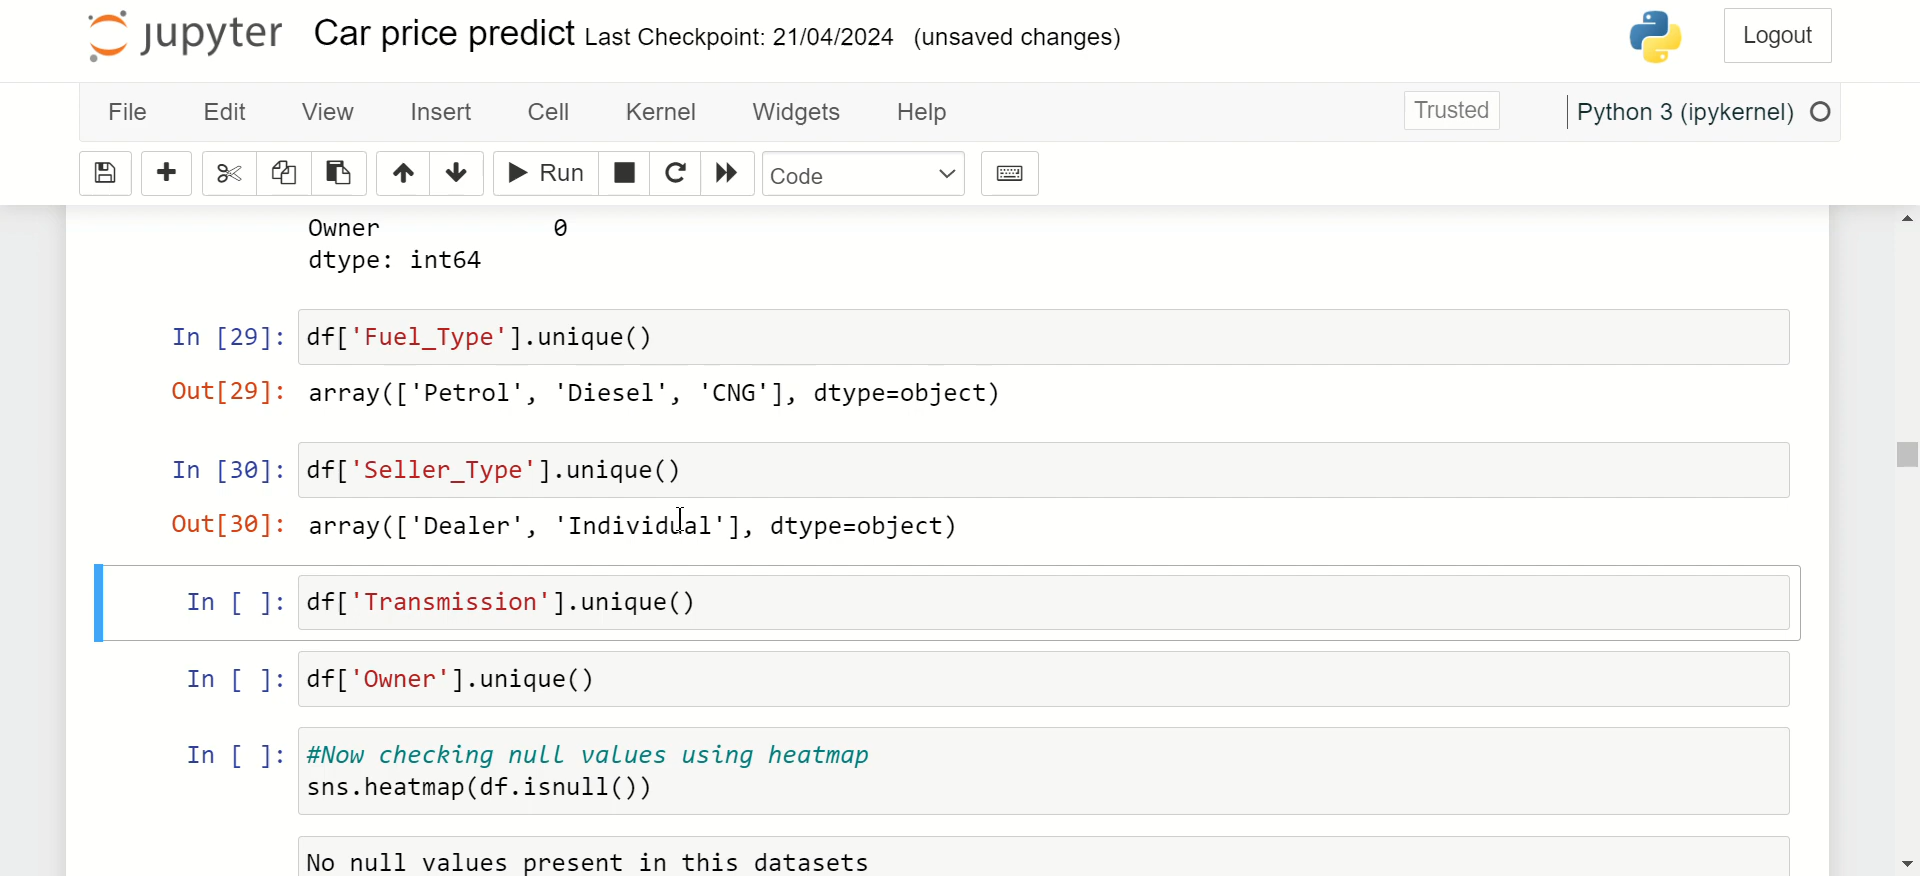 jupyter Car price predict Last Checkpoint: 21/04/2024 (unsaved changes) Logout
File Edit View Insert Cell Kernel Widgets Help Trusted Python 3 (ipykernel)
Run Code
Owner 0
dtype: int64
In [29]: df['Fuel_Type'].unique()
Out[29]: array(['Petrol', 'Diesel', 'CNG'], dtype=object)
In [30]: df['Seller_Type'].unique()
Out[30]: array(['Dealer', 'Individual'], dtype=object)
In [ ]: df['Transmission'].unique()
In [ ]: df['Owner'].unique()
In [ ]: #Now checking null values using heatmap
sns.heatmap(df.isnull())
No null values present in this datasets